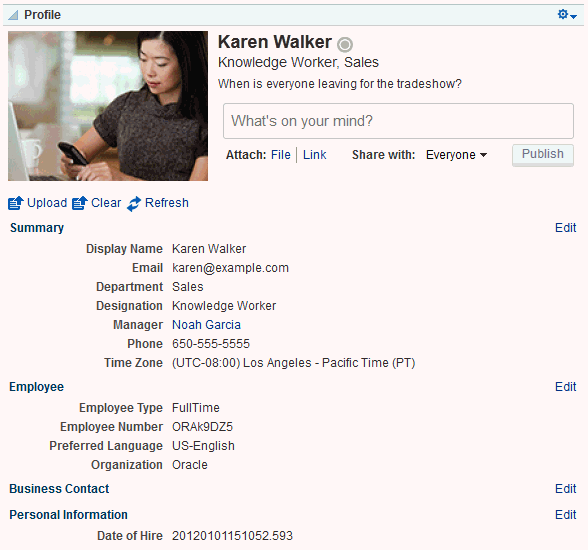 Profile
Karen Walker
Knowledge Worker, Sales
When is everyone leaving for the tradeshow?
What's on your mind?
Attach: File | Link Share with: Everyone Publish
Upload Clear Refresh
Summary Edit
Display Name Karen Walker
Email karen@example.com
Department Sales
Designation Knowledge Worker
Manager Noah Garcia
Phone 650-555-5555
Time Zone (UTC-08:00) Los Angeles - Pacific Time (PT)
Employee Edit
Employee Type FullTime
Employee Number ORAk9DZ5
Preferred Language US-English
Organization Oracle
Business Contact Edit
Personal Information Edit
Date of Hire 20120101151052.593